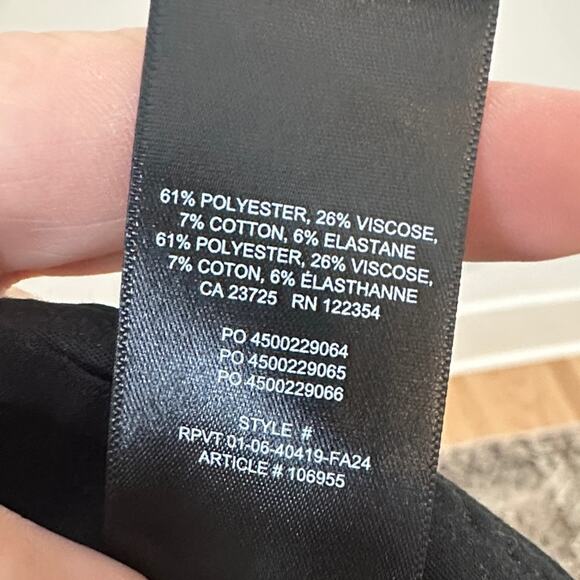 61% POLYESTER, 26% VISCOSE,
7% COTTON, 6% ELASTANE
61% POLYESTER, 26% VISCOSE,
7% COTON, 6% ÉLASTHANNE
CA 23725 RN 122354
PO 4500229064
PO 4500229065
PO 4500229066
STYLE #
RPVT 01-06-40419-FA24
ARTICLE # 106955